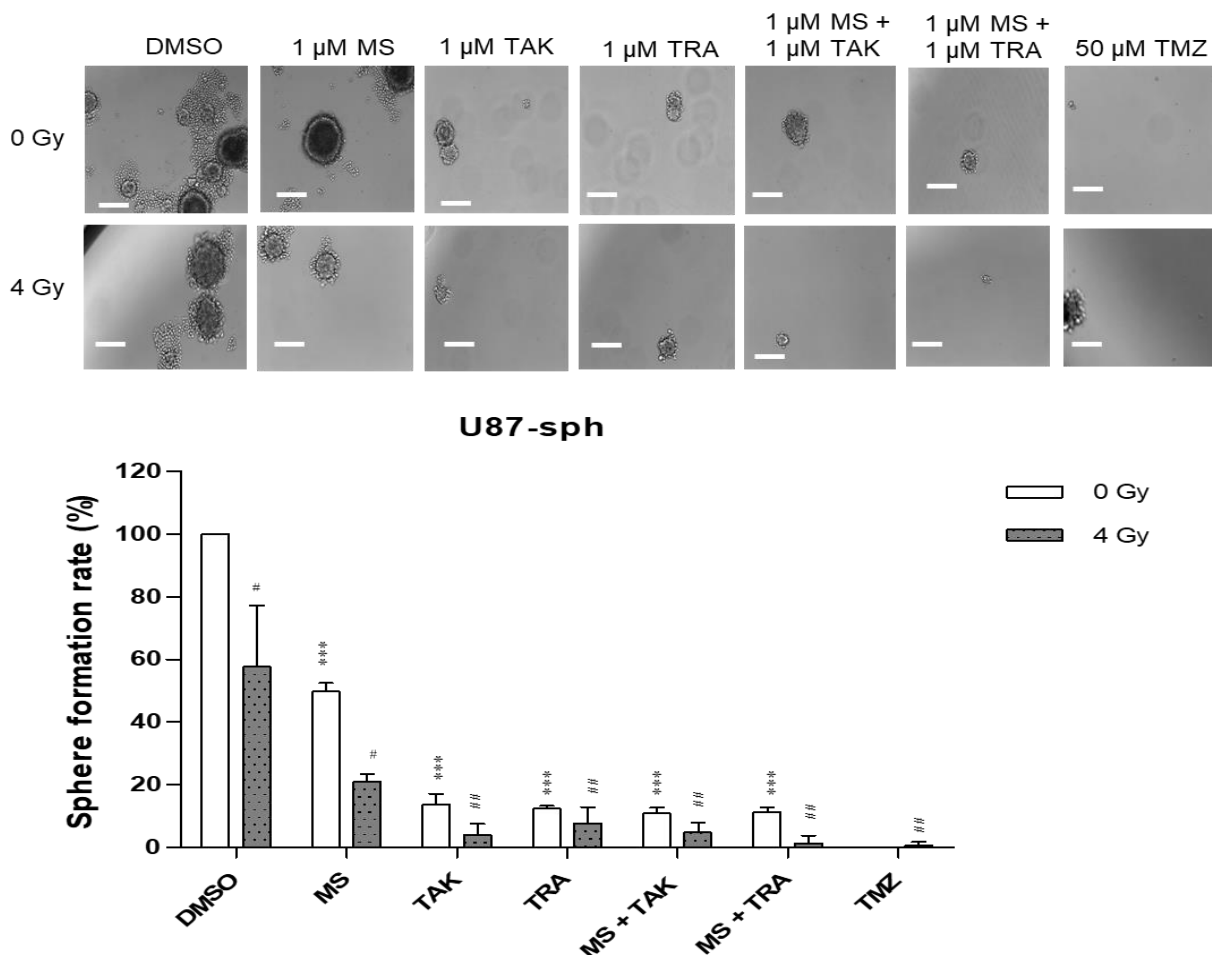 DMSO
1 µM MS
1 µM TAK
1 µM TRA
1 µM MS +
1 µM TAK
1 µM MS +
1 µM TRA
50 µM TMZ
0 Gy
4 Gy
U87-sph
Sphere formation rate (%)
120
100
80
60
40
20
0
#
***
#
***
##
***
##
***
##
***
##
##
0 Gy
4 Gy
DMSO
MS
TAK
TRA
MS + TAK
MS + TRA
TMZ